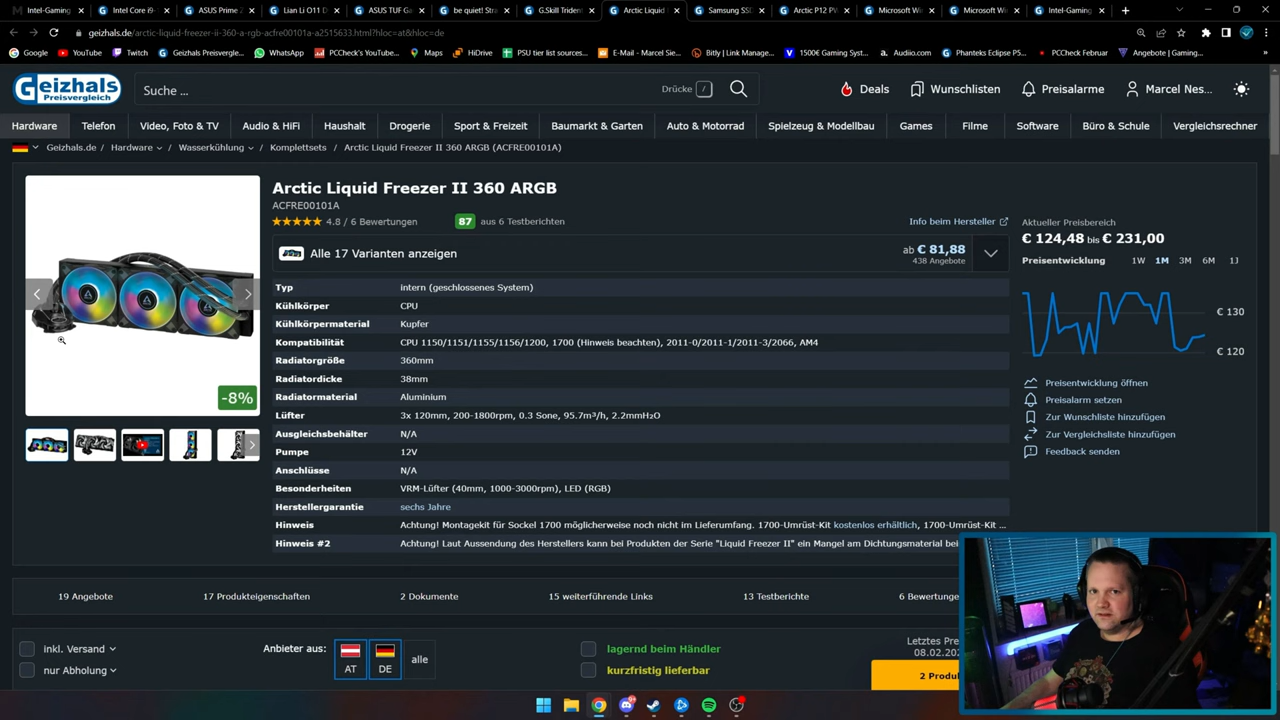 Intel-Gaming
Intel Core i9-
ASUS Prime Z
Lian Li O11 D
ASUS TUF Ga
be quiet! Stra
G.Skill Trident
Arctic Liquid
Samsung SSD
Arctic P12 PW
Microsoft Wi
Microsoft Wi
Intel-Gaming
geizhals.de/arctic-liquid-freezer-ii-360-a-rgb-acfre00101a-a2515633.html?hloc=at&hloc=de
Google
YouTube
Twitch
Geizhals Preisvergle...
WhatsApp
PCCheck's YouTube...
Maps
HiDrive
PSU tier list sources...
E-Mail - Marcel Sie...
Bitly | Link Manage...
1500€ Gaming Syst...
Audiio.com
Phanteks Eclipse P5...
PCCheck Februar
Angebote | Gaming...
Geizhals
Preisvergleich
Suche ...
Drücke /
Deals
Wunschlisten
Preisalarme
Marcel Nes...
Hardware
Telefon
Video, Foto & TV
Audio & HiFi
Haushalt
Drogerie
Sport & Freizeit
Baumarkt & Garten
Auto & Motorrad
Spielzeug & Modellbau
Games
Filme
Software
Büro & Schule
Vergleichsrechner
Geizhals.de / Hardware / Wasserkühlung / Komplettsets / Arctic Liquid Freezer II 360 ARGB (ACFRE00101A)
Arctic Liquid Freezer II 360 ARGB
ACFRE00101A
4.8 / 6 Bewertungen
87 aus 6 Testberichten
Info beim Hersteller
Alle 17 Varianten anzeigen
ab € 81,88
438 Angebote
Typ intern (geschlossenes System)
Kühlkörper CPU
Kühlkörpermaterial Kupfer
Kompatibilität CPU 1150/1151/1155/1156/1200, 1700 (Hinweis beachten), 2011-0/2011-1/2011-3/2066, AM4
Radiatorgröße 360mm
Radiatordicke 38mm
Radiatormaterial Aluminium
Lüfter 3x 120mm, 200-1800rpm, 0.3 Sone, 95.7m³/h, 2.2mmH₂O
Ausgleichsbehälter N/A
Pumpe 12V
Anschlüsse N/A
Besonderheiten VRM-Lüfter (40mm, 1000-3000rpm), LED (RGB)
Herstellergarantie sechs Jahre
Hinweis Achtung! Montagekit für Sockel 1700 möglicherweise noch nicht im Lieferumfang. 1700-Umrüst-Kit kostenlos erhältlich, 1700-Umrüst-Kit ...
Hinweis #2 Achtung! Laut Aussendung des Herstellers kann bei Produkten der Serie "Liquid Freezer II" ein Mangel am Dichtungsmaterial bei
-8%
Aktueller Preisbereich
€ 124,48 bis € 231,00
Preisentwicklung
1W
1M
3M
6M
1J
€ 130
€ 120
Preisentwicklung öffnen
Preisalarm setzen
Zur Wunschliste hinzufügen
Zur Vergleichsliste hinzufügen
Feedback senden
19 Angebote
17 Produkteigenschaften
2 Dokumente
15 weiterführende Links
13 Testberichte
6 Bewertunge
inkl. Versand
nur Abholung
Anbieter aus:
AT
DE
alle
lagernd beim Händler
kurzfristig lieferbar
Letztes Pre
08.02.20
2 Produ